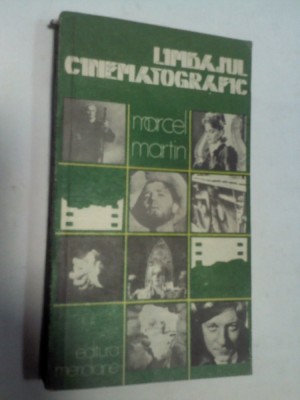 LIMBAJUL
CINEMATOGRAFIC
marcel
martin
editura
meridiane